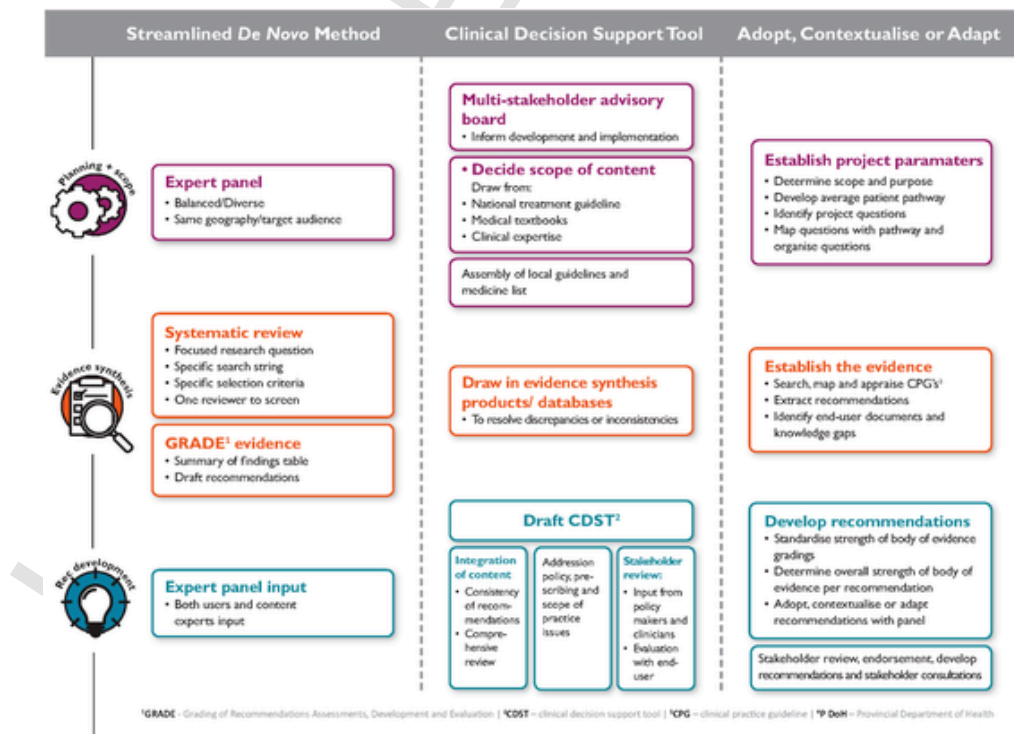 Streamlined De Novo Method
Clinical Decision Support Tool
Adopt, Contextualise or Adapt
Planning + scope
Expert panel
• Balanced/Diverse
• Same geography/target audience
Multi-stakeholder advisory
board
• Inform development and implementation
• Decide scope of content
Draw from:
• National treatment guideline
• Medical textbooks
• Clinical expertise
Assembly of local guidelines and
medicine list
Establish project paramaters
• Determine scope and purpose
• Develop average patient pathway
• Identify project questions
• Map questions with pathway and
organise questions
Evidence synthesis
Systematic review
• Focused research question
• Specific search string
• Specific selection criteria
• One reviewer to screen
GRADE¹ evidence
• Summary of findings table
• Draft recommendations
Draw in evidence synthesis
products/ databases
• To resolve discrepancies or inconsistencies
Establish the evidence
• Search, map and appraise CPG's³
• Extract recommendations
• Identify end-user documents and
knowledge gaps
Rec development
Expert panel input
• Both users and content
experts input
Draft CDST²
Integration
of content
• Consistency
of recom-
mendations
• Compre-
hensive
review
Addression
policy, pre-
scribing and
scope of
practice
issues
Stakeholder
review:
• Input from
policy
makers and
clinicians
• Evaluation
with end-
user
Develop recommendations
• Standardise strength of body of evidence
gradings
• Determine overall strength of body of
evidence per recommendation
• Adopt, contextualise or adapt
recommendations with panel
Stakeholder review, endorsement, develop
recommendations and stakeholder consultations
¹GRADE - Grading of Recommendations Assessments, Development and Evaluation | ²CDST – clinical decision support tool | ³CPG – clinical practice guideline | ⁴P DoH – Provincial Department of Health